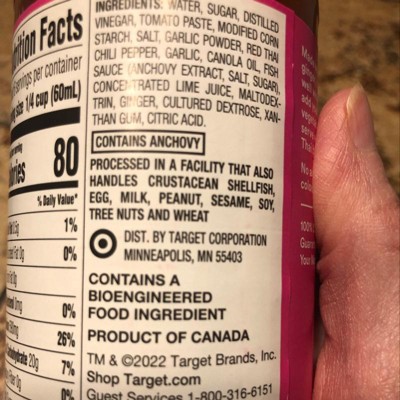 nition Facts
servings per container
1/4 cup (60mL)
80
% Daily Value*
1%
0%
0%
26%
20g 7%
0%
INGREDIENTS: WATER, SUGAR, DISTILLED
VINEGAR, TOMATO PASTE, MODIFIED CORN
STARCH, SALT, GARLIC POWDER, RED THAI
CHILI PEPPER, GARLIC, CANOLA OIL, FISH
SAUCE (ANCHOVY EXTRACT, SALT, SUGAR),
CONCENTRATED LIME JUICE, MALTODEX-
TRIN, GINGER, CULTURED DEXTROSE, XAN-
THAN GUM, CITRIC ACID.
CONTAINS ANCHOVY
PROCESSED IN A FACILITY THAT ALSO
HANDLES CRUSTACEAN SHELLFISH,
EGG, MILK, PEANUT, SESAME, SOY,
TREE NUTS AND WHEAT
DIST. BY TARGET CORPORATION
MINNEAPOLIS, MN 55403
CONTAINS A
BIOENGINEERED
FOOD INGREDIENT
PRODUCT OF CANADA
TM & ©2022 Target Brands, Inc.
Shop Target.com
Guest Services 1-800-316-6151